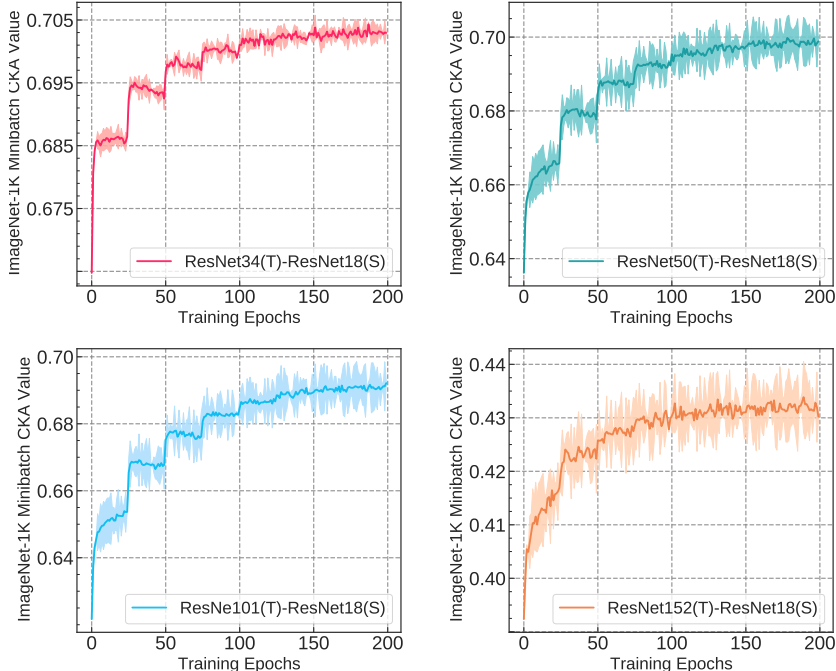 ImageNet-1K Minibatch CKA Value
0.705
0.695
0.685
0.675
ResNet34(T)-ResNet18(S)
0 50 100 150 200
Training Epochs
ImageNet-1K Minibatch CKA Value
0.70
0.68
0.66
0.64
ResNet50(T)-ResNet18(S)
0 50 100 150 200
Training Epochs
ImageNet-1K Minibatch CKA Value
0.70
0.68
0.66
0.64
ResNe101(T)-ResNet18(S)
0 50 100 150 200
Training Epochs
ImageNet-1K Minibatch CKA Value
0.44
0.43
0.42
0.41
0.40
ResNet152(T)-ResNet18(S)
0 50 100 150 200
Training Epochs